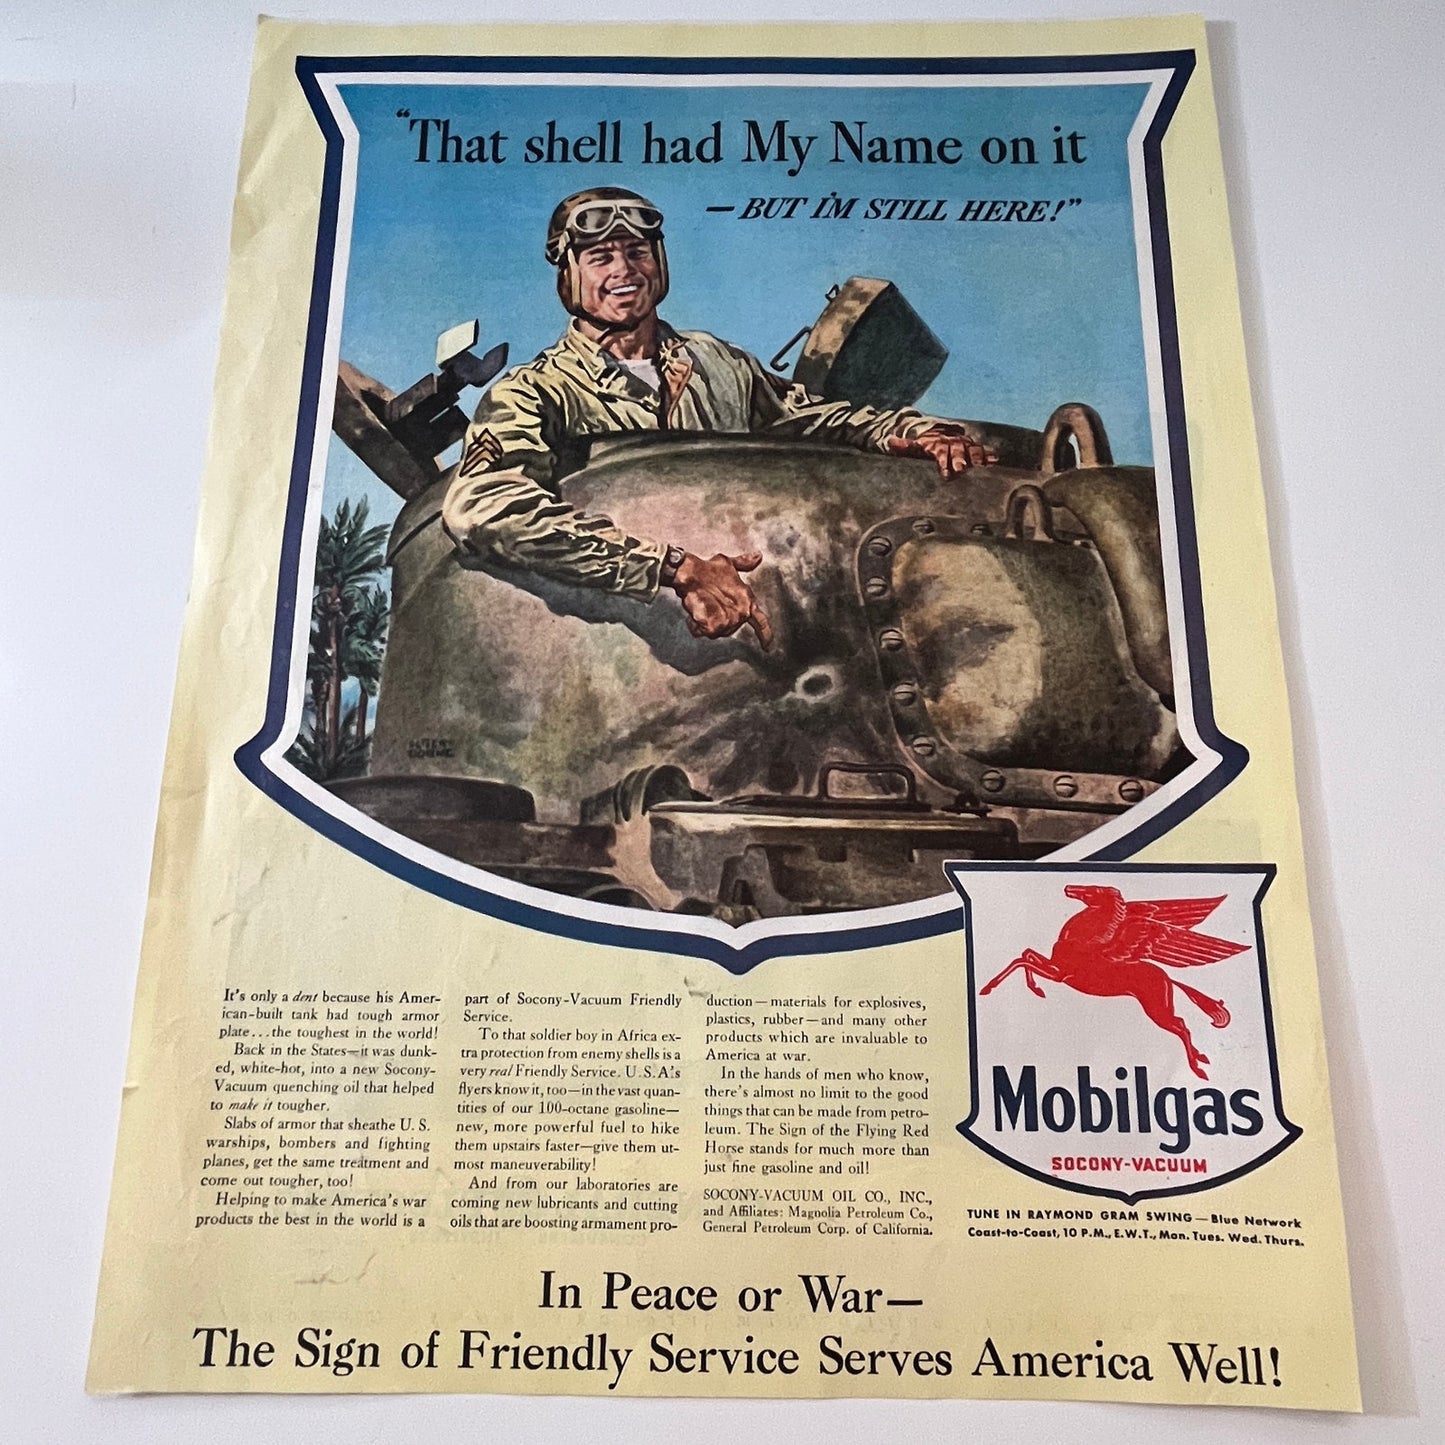 "That shell had My Name on it
—BUT I'M STILL HERE!"
It's only a dent because his Amer-
ican-built tank had tough armor
plate...the toughest in the world!
Back in the States—it was dunk-
ed, white-hot, into a new Socony-
Vacuum quenching oil that helped
to make it tougher.
Slabs of armor that sheathe U. S.
warships, bombers and fighting
planes, get the same treatment and
come out tougher, too!
Helping to make America's war
products the best in the world is a
part of Socony-Vacuum Friendly
Service.
To that soldier boy in Africa ex-
tra protection from enemy shells is a
very real Friendly Service. U.S.A.'s
flyers know it, too—in the vast quan-
tities of our 100-octane gasoline—
new, more powerful fuel to hike
them upstairs faster—give them ut-
most maneuverability!
And from our laboratories are
coming new lubricants and cutting
oils that are boosting armament pro-
duction—materials for explosives,
plastics, rubber—and many other
products which are invaluable to
America at war.
In the hands of men who know,
there's almost no limit to the good
things that can be made from petro-
leum. The Sign of the Flying Red
Horse stands for much more than
just fine gasoline and oil!
SOCONY-VACUUM OIL CO., INC.,
and Affiliates: Magnolia Petroleum Co.,
General Petroleum Corp. of California.
Mobilgas
SOCONY-VACUUM
TUNE IN RAYMOND GRAM SWING—Blue Network
Coast-to-Coast, 10 P.M., E.W.T., Mon. Tues. Wed. Thurs.
In Peace or War—
The Sign of Friendly Service Serves America Well!